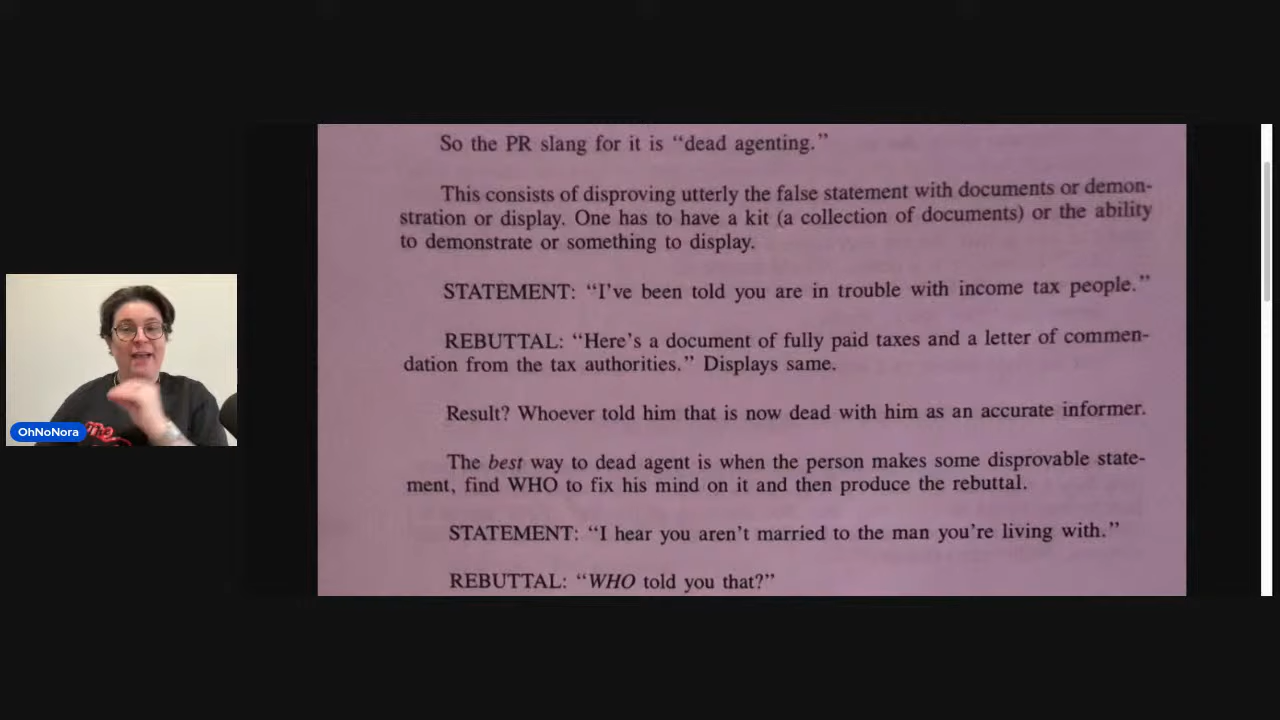 So the PR slang for it is “dead agenting.”
This consists of disproving utterly the false statement with documents or demon-
stration or display. One has to have a kit (a collection of documents) or the ability
to demonstrate or something to display.
STATEMENT: “I’ve been told you are in trouble with income tax people.”
REBUTTAL: “Here’s a document of fully paid taxes and a letter of commen-
dation from the tax authorities.” Displays same.
Result? Whoever told him that is now dead with him as an accurate informer.
The best way to dead agent is when the person makes some disprovable state-
ment, find WHO to fix his mind on it and then produce the rebuttal.
STATEMENT: “I hear you aren’t married to the man you’re living with.”
REBUTTAL: “WHO told you that?”
OhNoNora
The